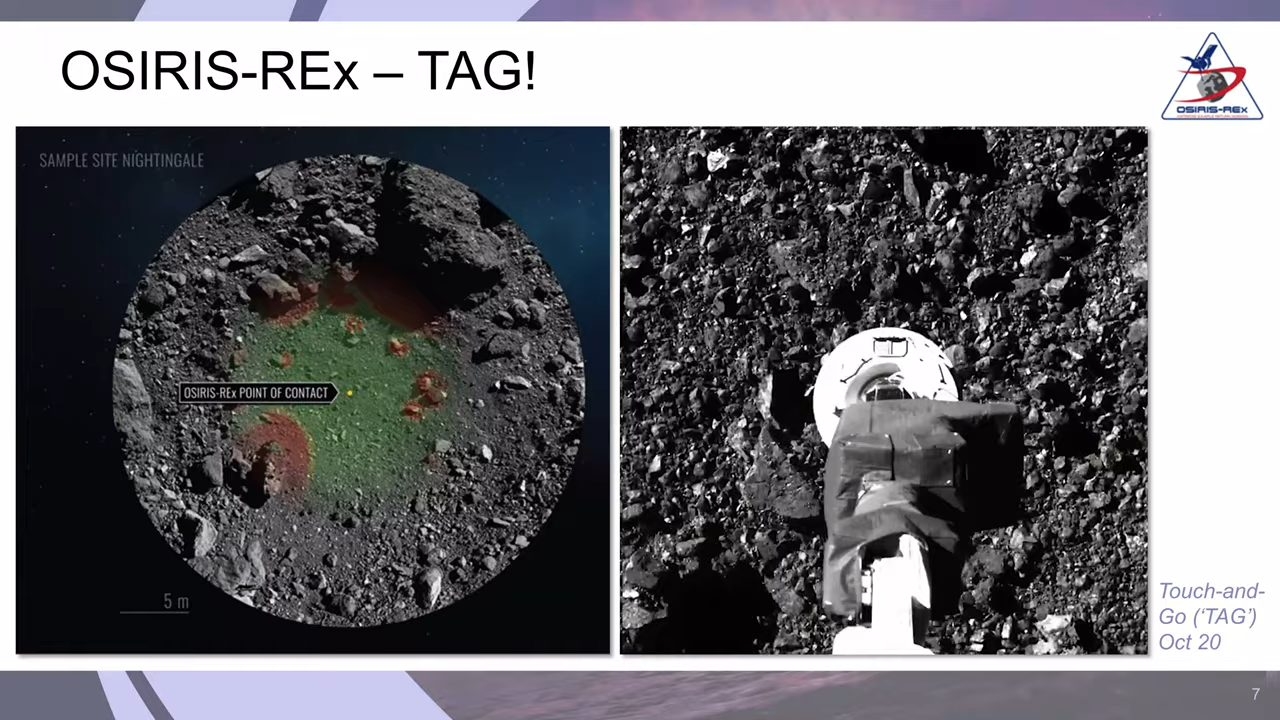 OSIRIS-REx – TAG!
OSIRIS-REx
SAMPLE SITE NIGHTINGALE
OSIRIS-REx POINT OF CONTACT
5 m
Touch-and-
Go (‘TAG’)
Oct 20
7